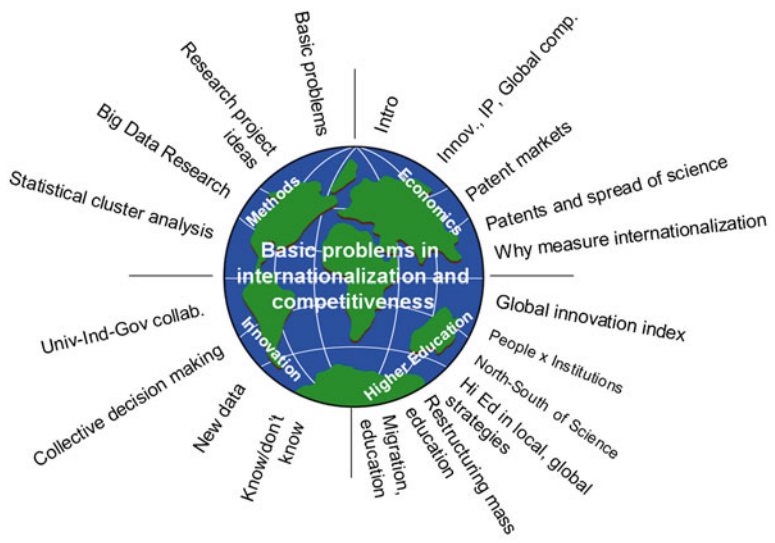 Basic problems
Research project
ideas
Big Data Research
Statistical cluster analysis
Intro
Innov., IP, Global comp.
Patent markets
Patents and spread of science
Why measure internationalization
Methods
Economics
Basic problems in
internationalization and
competitiveness
Innovation
Higher Education
Global innovation index
People x Institutions
North-South of Science
Hi Ed in local, global
strategies
Restructuring mass
education
Migration,
education
Univ-Ind-Gov collab.
Collective decision making
New data
Know/don't
know